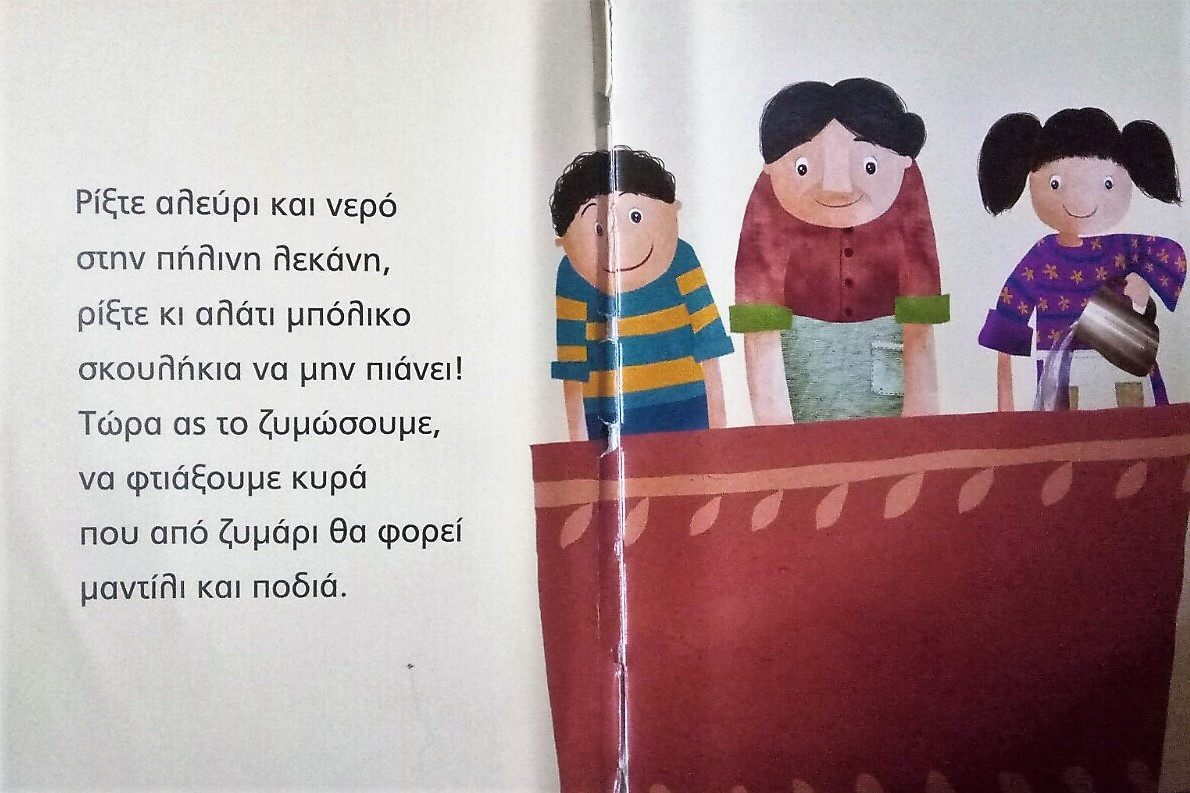 Ρίξτε αλεύρι και νερό
στην πήλινη λεκάνη,
ρίξτε κι αλάτι μπόλικο
σκουλήκια να μην πιάνει!
Τώρα ας το ζυμώσουμε,
να φτιάξουμε κυρά
που από ζυμάρι θα φορεί
μαντίλι και ποδιά.